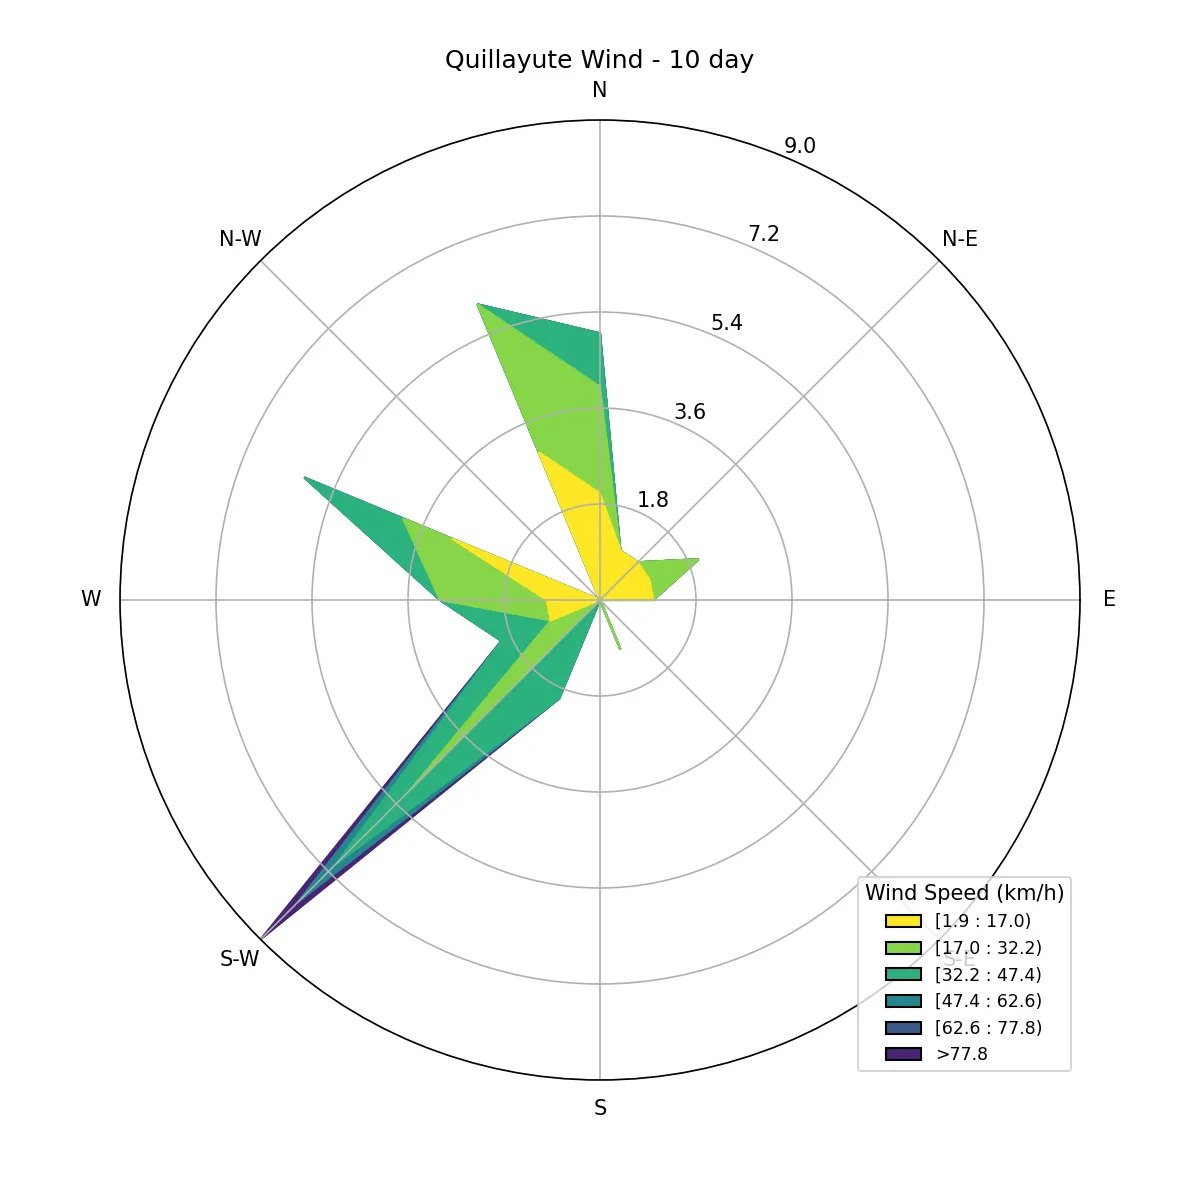 Quillayute Wind - 10 day
N
9.0
N-W
7.2
N-E
5.4
3.6
1.8
W
E
S-W
S-E
S
Wind Speed (km/h)
[1.9 : 17.0)
[17.0 : 32.2)
[32.2 : 47.4)
[47.4 : 62.6)
[62.6 : 77.8)
>77.8